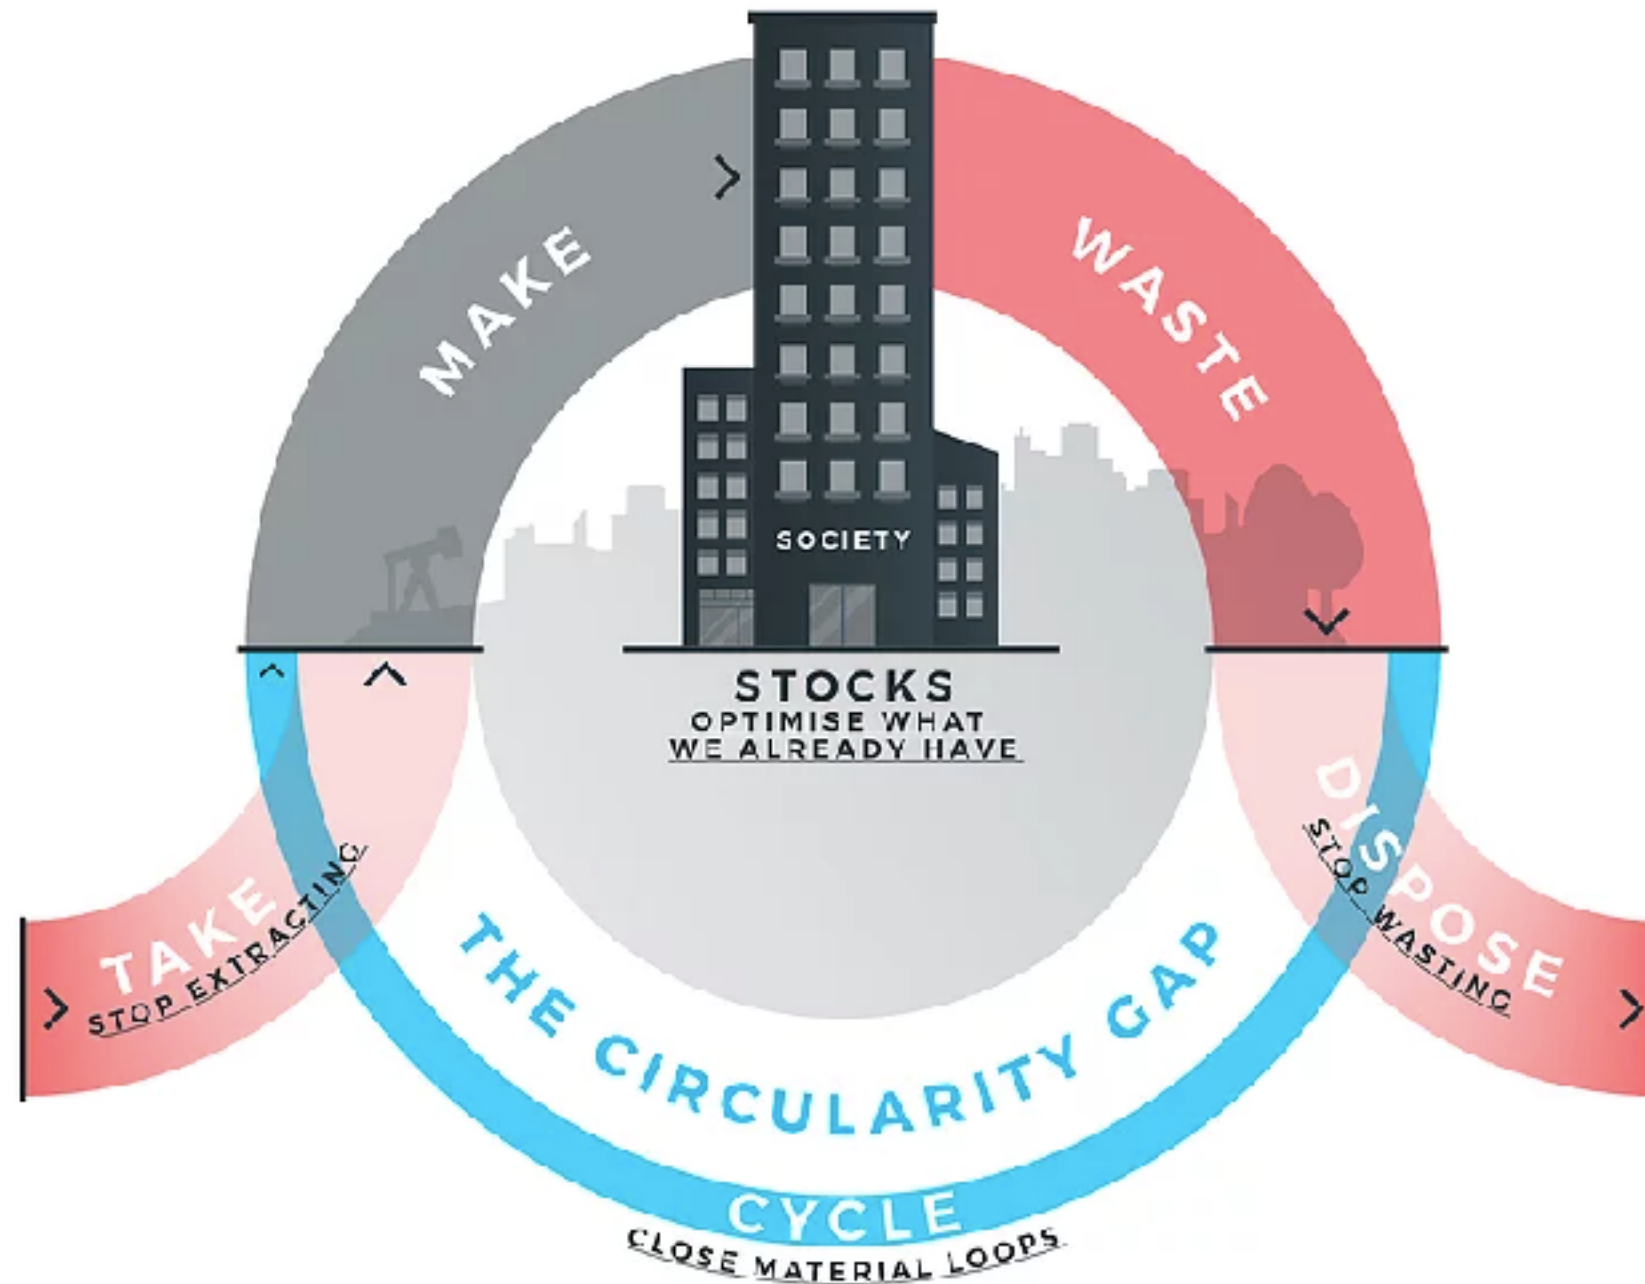 MAKE
WASTE
SOCIETY
STOCKS
OPTIMISE WHAT
WE ALREADY HAVE
TAKE
STOP EXTRACTING
DISPOSE
STOP WASTING
THE CIRCULARITY GAP
CYCLE
CLOSE MATERIAL LOOPS